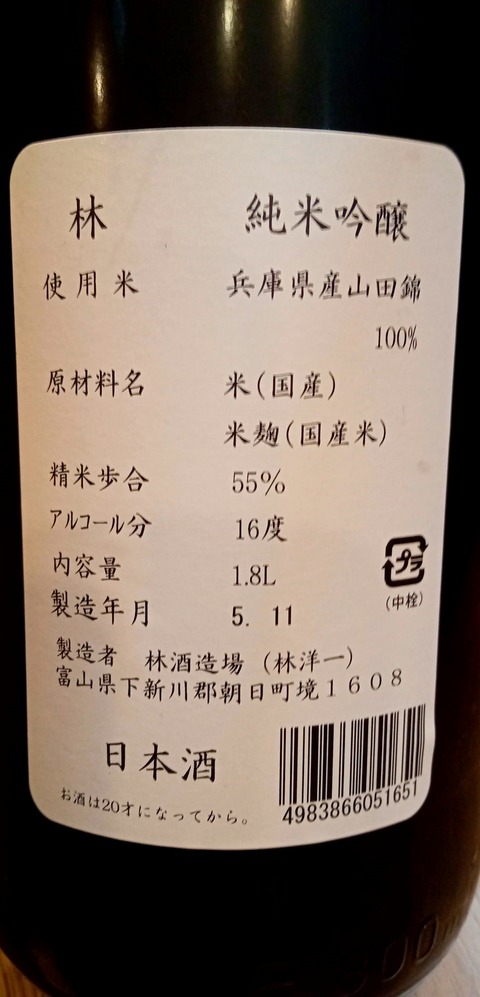 林 純米吟醸
使用米 兵庫県産山田錦
100%
原材料名 米(国産)
米麹(国産米)
精米歩合 55%
アルコール分 16度
内容量 1.8L
製造年月 5. 11
プラ
(中栓)
製造者 林酒造場 (林洋一)
富山県下新川郡朝日町境1608
日本酒
お酒は20才になってから。
4983866051651